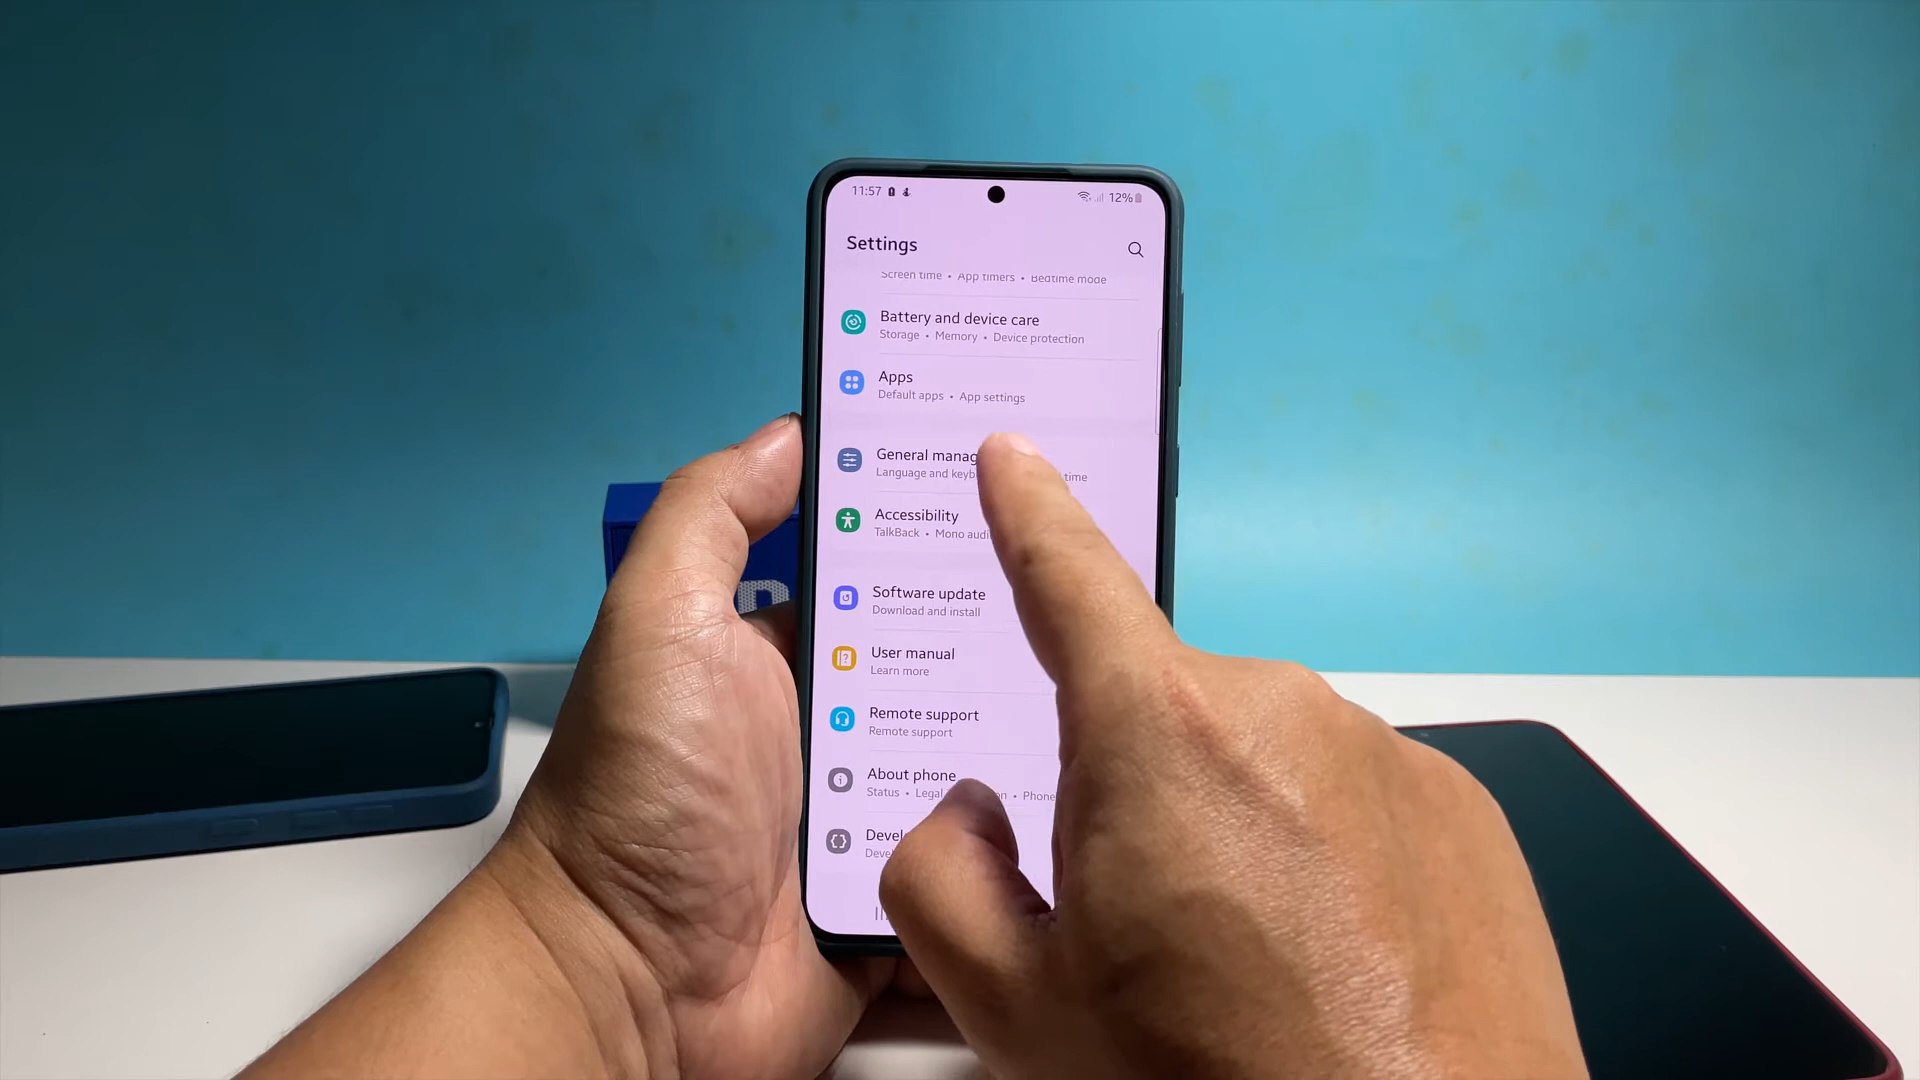 11:57
12%
Settings
Screen time • App timers • Bedtime mode
Battery and device care
Storage • Memory • Device protection
Apps
Default apps • App settings
General manag
Language and keyb time
Accessibility
TalkBack • Mono audi
Software update
Download and install
User manual
Learn more
Remote support
Remote support
About phone
Status • Legal on • Phone
Devel
Deve